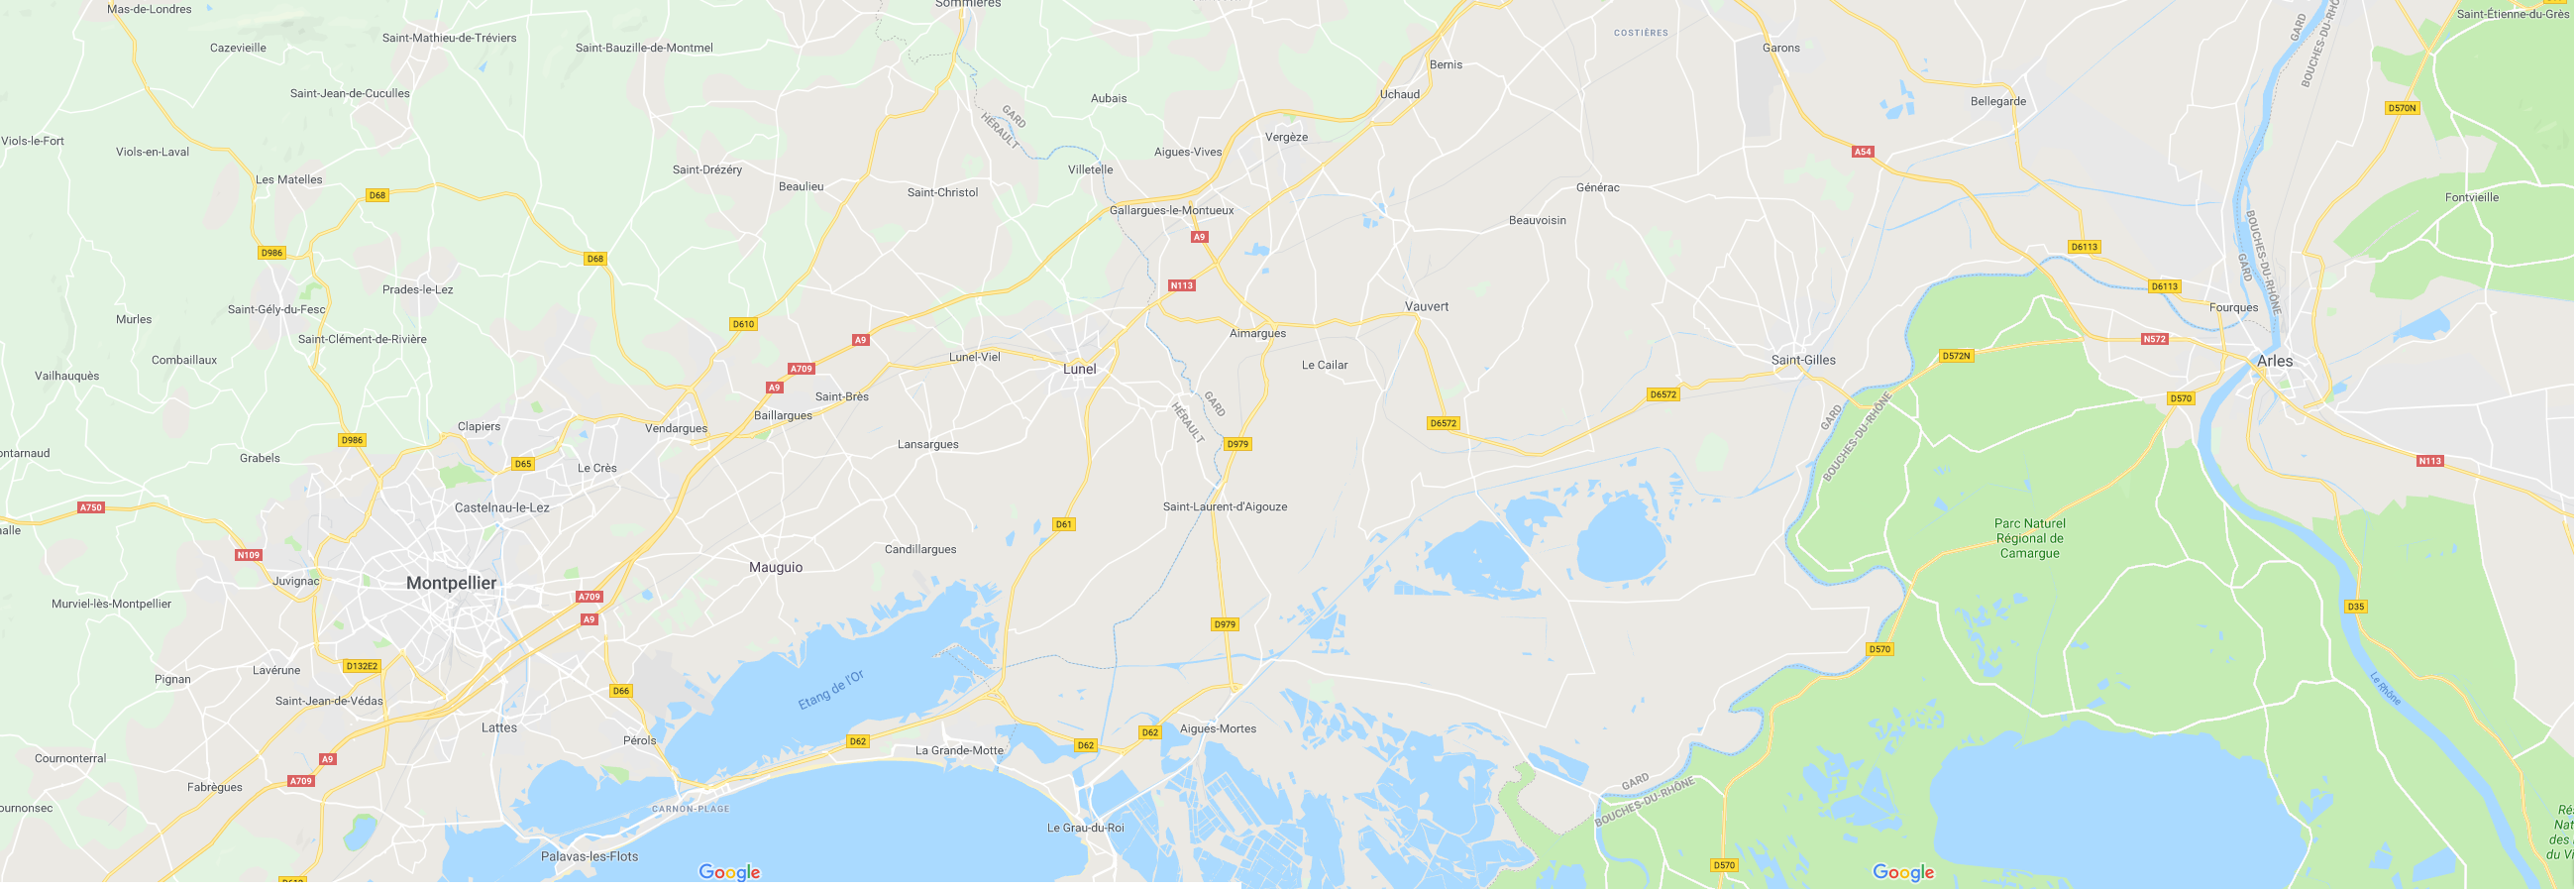 Mas-de-Londres
Sommières
Saint-Étienne-du-Grès
Cazevieille
Saint-Mathieu-de-Tréviers
Saint-Bauzille-de-Montmel
COSTIÈRES
Garons
GARD
BOUCHES-DU-RHÔNE
Bernis
Saint-Jean-de-Cuculles
Aubais
Uchaud
Bellegarde
D570N
GARD
HÉRAULT
Viols-le-Fort
Viols-en-Laval
Vergèze
Aigues-Vives
A54
Les Matelles
Saint-Drézéry
Villetelle
D68
Beaulieu
Saint-Christol
Générac
Fontvieille
Gallargues-le-Montueux
Beauvoisin
BOUCHES-DU-RHÔNE
GARD
A9
D986
D68
D6113
Prades-le-Lez
N113
D6113
Saint-Gély-du-Fesc
Vauvert
Fourques
Murles
D610
Saint-Clément-de-Rivière
A9
Aimargues
N572
Combaillaux
Lunel-Viel
D572N
Saint-Gilles
Arles
Vailhauquès
A709
Lunel
Le Cailar
A9
Saint-Brès
D6572
D570
GARD
HÉRAULT
Baillargues
GARD
BOUCHES-DU-RHÔNE
Clapiers
Vendargues
D6572
D986
Lansargues
D979
ontarnaud
Grabels
D65
Le Crès
N113
A750
Castelnau-le-Lez
Saint-Laurent-d'Aigouze
alle
D61
Parc Naturel
Régional de
Camargue
N109
Candillargues
Juvignac
Montpellier
Mauguio
Murviel-lès-Montpellier
A709
A9
D979
D35
D132E2
Lavérune
D570
Pignan
Saint-Jean-de-Védas
D66
Etang de l'Or
Le Rhône
Lattes
Pérols
D62
La Grande-Motte
D62
D62
Aigues-Mortes
Cournonterral
A9
A709
Fabrègues
GARD
BOUCHES-DU-RHÔNE
ournonsec
CARNON-PLAGE
Le Grau-du-Roi
Palavas-les-Flots
D570
Google
Google
Ré
Nat
des
du V